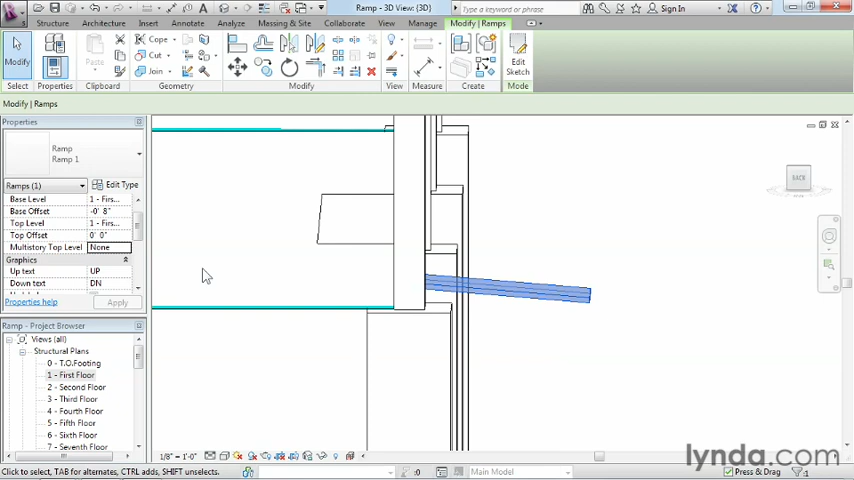 Ramp - 3D View: {3D}
Sign In
Structure Architecture Insert Annotate Analyze Massing & Site Collaborate View Manage Modify | Ramps
Modify
Paste
Cope
Cut
Join
Edit
Sketch
Select Properties Clipboard Geometry Modify View Measure Create Mode
Modify | Ramps
Properties
Ramp
Ramp 1
Ramps (1)
Edit Type
Base Level 1 - Firs...
Base Offset -0' 8"
Top Level 1 - Firs...
Top Offset 0' 0"
Multistory Top Level None
Graphics
Up text UP
Down text DN
Properties help
Apply
BACK
Ramp - Project Browser
Views (all)
Structural Plans
0 - T.O.Footing
1 - First Floor
2 - Second Floor
3 - Third Floor
4 - Fourth Floor
5 - Fifth Floor
6 - Sixth Floor
7 - Seventh Floor
1/8" = 1'-0"
Click to select, TAB for alternates, CTRL adds, SHIFT unselects.
:0
Main Model
Press & Drag
:1
lynda.com